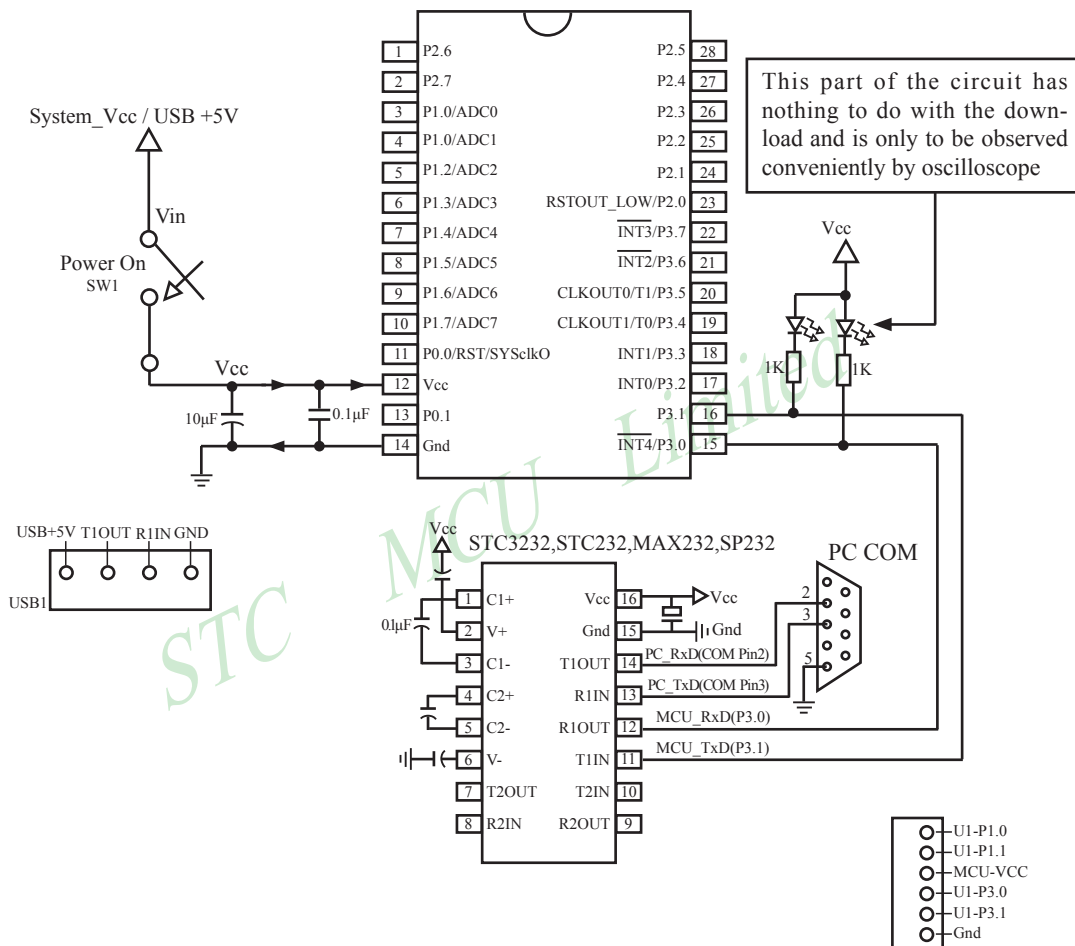 1 P2.6 P2.5 28
2 P2.7 P2.4 27
3 P1.0/ADC0 P2.3 26
4 P1.0/ADC1 P2.2 25
5 P1.2/ADC2 P2.1 24
6 P1.3/ADC3 RSTOUT_LOW/P2.0 23
7 P1.4/ADC4 INT3/P3.7 22
8 P1.5/ADC5 INT2/P3.6 21
9 P1.6/ADC6 CLKOUT0/T1/P3.5 20
10 P1.7/ADC7 CLKOUT1/T0/P3.4 19
11 P0.0/RST/SYSclkO INT1/P3.3 18
12 Vcc INT0/P3.2 17
13 P0.1 P3.1 16
14 Gnd INT4/P3.0 15
System_Vcc / USB +5V
Vin
Power On
SW1
Vcc
10µF
0.1µF
This part of the circuit has
nothing to do with the down-
load and is only to be observed
conveniently by oscilloscope
Vcc
1K 1K
USB+5V T1OUT R1IN GND
USB1
STC MCU Limited
Vcc
STC3232,STC232,MAX232,SP232
0.1µF
1 C1+ Vcc 16 Vcc
2 V+ Gnd 15 Gnd
3 C1- T1OUT 14 PC_RxD(COM Pin2)
4 C2+ R1IN 13 PC_TxD(COM Pin3)
5 C2- R1OUT 12 MCU_RxD(P3.0)
6 V- T1IN 11 MCU_TxD(P3.1)
7 T2OUT T2IN 10
8 R2IN R2OUT 9
PC COM
2
3
5
U1-P1.0
U1-P1.1
MCU-VCC
U1-P3.0
U1-P3.1
Gnd